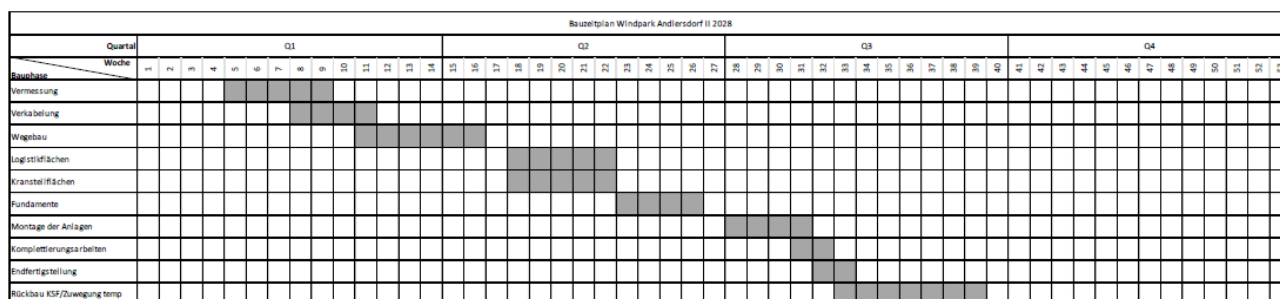 Bauzeitplan Windpark Andlersdorf II 2028
Quartal Q1 Q2 Q3 Q4
Woche
Bauphase
1 2 3 4 5 6 7 8 9 10 11 12 13 14 15 16 17 18 19 20 21 22 23 24 25 26 27 28 29 30 31 32 33 34 35 36 37 38 39 40 41 42 43 44 45 46 47 48 49 50 51 52
Vermessung
Verkabelung
Wegebau
Logistikflächen
Kranstellflächen
Fundamente
Montage der Anlagen
Komplettierungsarbeiten
Endfertigstellung
Rückbau KSF/Zuwegung temp